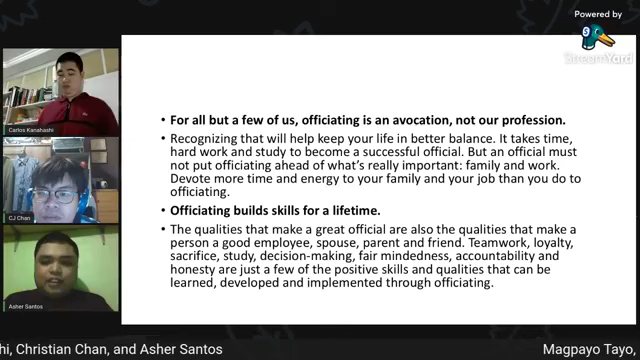 Powered by
StreamYard
• For all but a few of us, officiating is an avocation, not our profession.
• Recognizing that will help keep your life in better balance. It takes time,
hard work and study to become a successful official. But an official must
not put officiating ahead of what's really important: family and work.
Devote more time and energy to your family and your job than you do to
officiating.
• Officiating builds skills for a lifetime.
• The qualities that make a great official are also the qualities that make a
person a good employee, spouse, parent and friend. Teamwork, loyalty,
sacrifice, study, decision-making, fair mindedness, accountability and
honesty are just a few of the positive skills and qualities that can be
learned, developed and implemented through officiating.
Carlos Kanahashi
CJ Chan
Asher Santos
hi, Christian Chan, and Asher Santos
Magpayo Tayo,